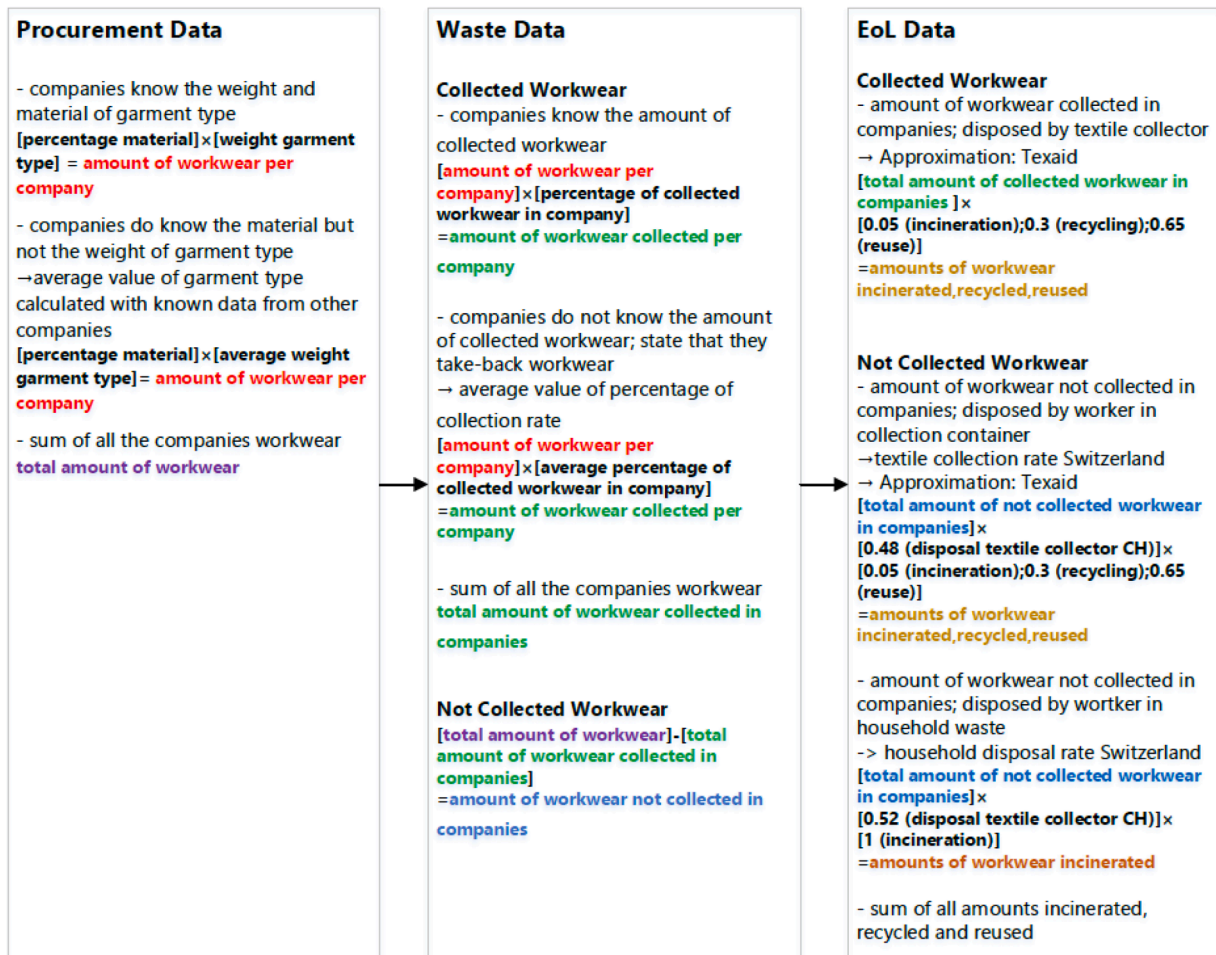 Procurement Data
- companies know the weight and
material of garment type
[percentage material]×[weight garment
type] = amount of workwear per
company
- companies do know the material but
not the weight of garment type
→average value of garment type
calculated with known data from other
companies
[percentage material]×[average weight
garment type]= amount of workwear per
company
- sum of all the companies workwear
total amount of workwear
Waste Data
Collected Workwear
- companies know the amount of
collected workwear
[amount of workwear per
company]×[percentage of collected
workwear in company]
=amount of workwear collected per
company
- companies do not know the amount
of collected workwear; state that they
take-back workwear
→ average value of percentage of
collection rate
[amount of workwear per
company]×[average percentage of
collected workwear in company]
=amount of workwear collected per
company
- sum of all the companies workwear
total amount of workwear collected in
companies
Not Collected Workwear
[total amount of workwear]-[total
amount of workwear collected in
companies]
=amount of workwear not collected in
companies
EoL Data
Collected Workwear
- amount of workwear collected in
companies; disposed by textile collector
→ Approximation: Texaid
[total amount of collected workwear in
companies ]×
[0.05 (incineration);0.3 (recycling);0.65
(reuse)]
=amounts of workwear
incinerated,recycled,reused
Not Collected Workwear
- amount of workwear not collected in
companies; disposed by worker in
collection container
→textile collection rate Switzerland
→ Approximation: Texaid
[total amount of not collected workwear
in companies]×
[0.48 (disposal textile collector CH)]×
[0.05 (incineration);0.3 (recycling);0.65
(reuse)]
=amounts of workwear
incinerated,recycled,reused
- amount of workwear not collected in
companies; disposed by wortker in
household waste
-> household disposal rate Switzerland
[total amount of not collected workwear
in companies]×
[0.52 (disposal textile collector CH)]×
[1 (incineration)]
=amounts of workwear incinerated
- sum of all amounts incinerated,
recycled and reused